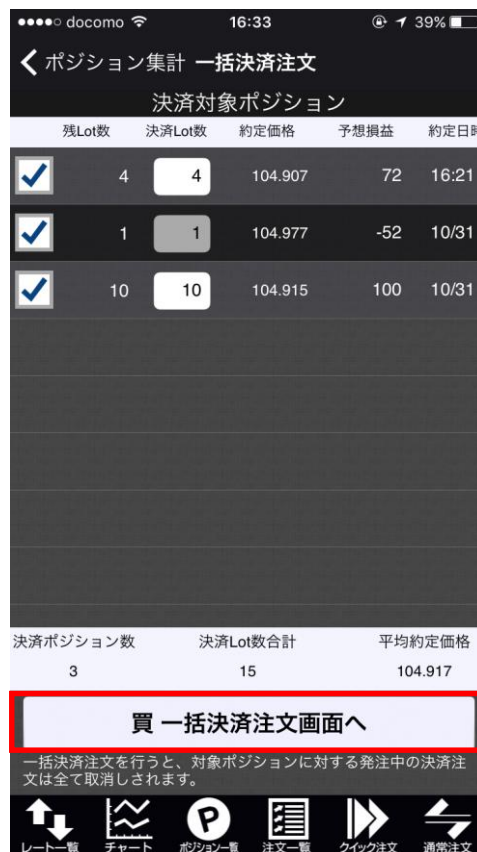 docomo 16:33 39%
ポジション集計 一括決済注文
決済対象ポジション
残Lot数 決済Lot数 約定価格 予想損益 約定日時
4 4 104.907 72 16:21
1 1 104.977 -52 10/31
10 10 104.915 100 10/31
決済ポジション数 決済Lot数合計 平均約定価格
3 15 104.917
買 一括決済注文画面へ
一括決済注文を行うと、対象ポジションに対する発注中の決済注
文は全て取消しされます。
P
レート一覧 チャート ポジション一覧 注文一覧 クイック注文 通常注文